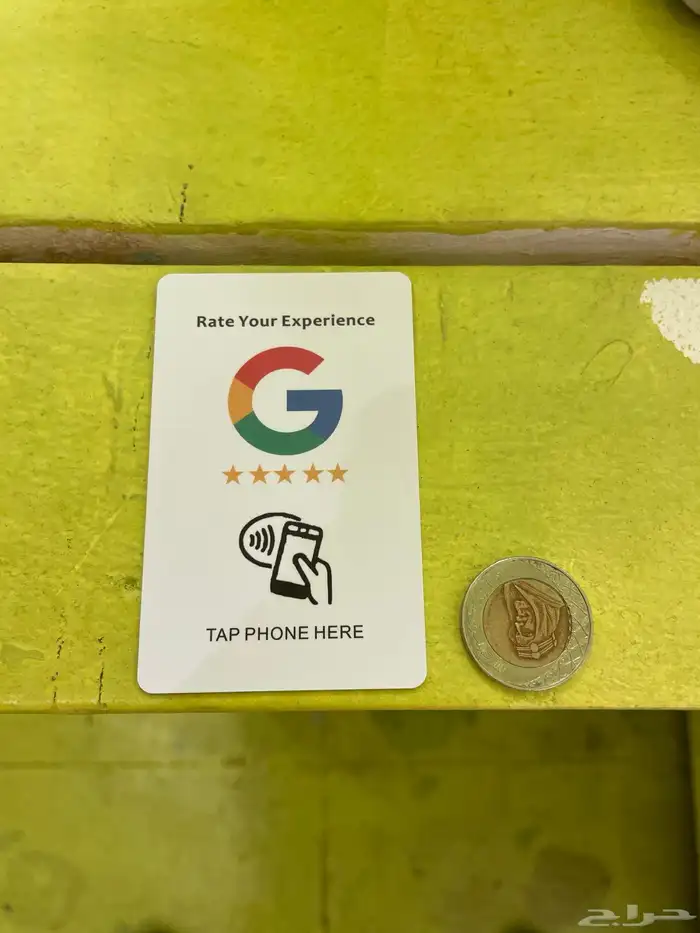 Rate Your Experience
G
TAP PHONE HERE
حراج